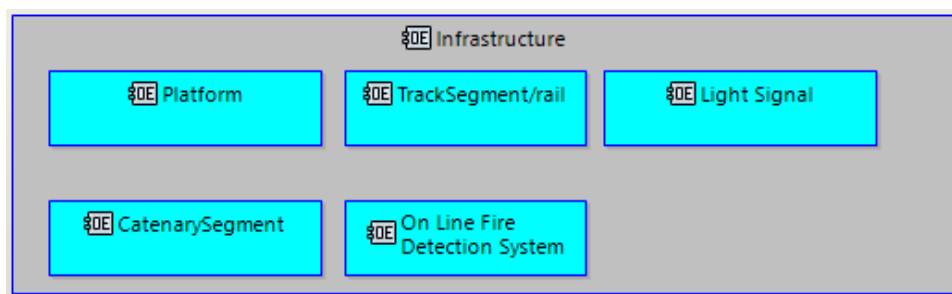 OE Infrastructure
OE Platform
OE TrackSegment/rail
OE Light Signal
OE CatenarySegment
OE On Line Fire
Detection System